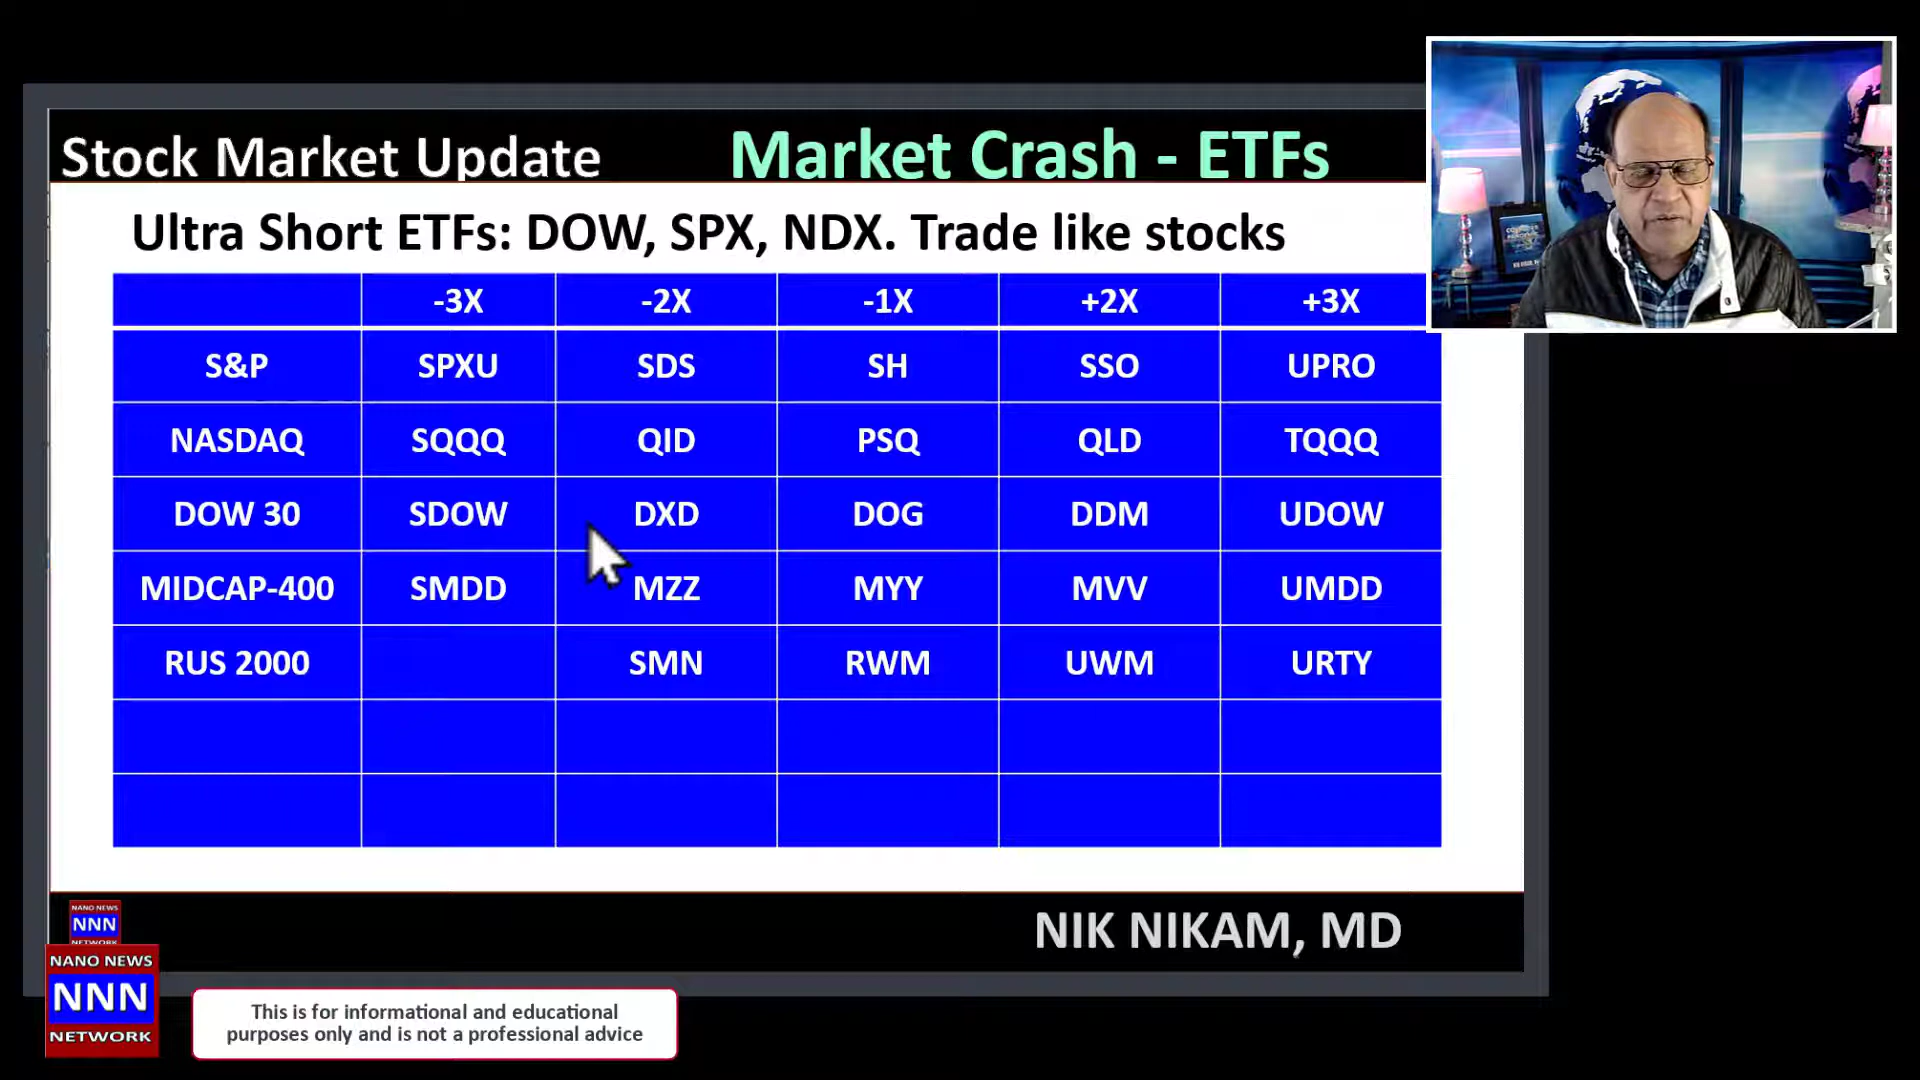 Stock Market Update Market Crash - ETFs
Ultra Short ETFs: DOW, SPX, NDX. Trade like stocks
-3X -2X -1X +2X +3X
S&P SPXU SDS SH SSO UPRO
NASDAQ SQQQ QID PSQ QLD TQQQ
DOW 30 SDOW DXD DOG DDM UDOW
MIDCAP-400 SMDD MZZ MYY MVV UMDD
RUS 2000 SMN RWM UWM URTY
NANO NEWS
NNN
NETWORK
NIK NIKAM, MD
NANO NEWS
NNN
NETWORK
This is for informational and educational
purposes only and is not a professional advice